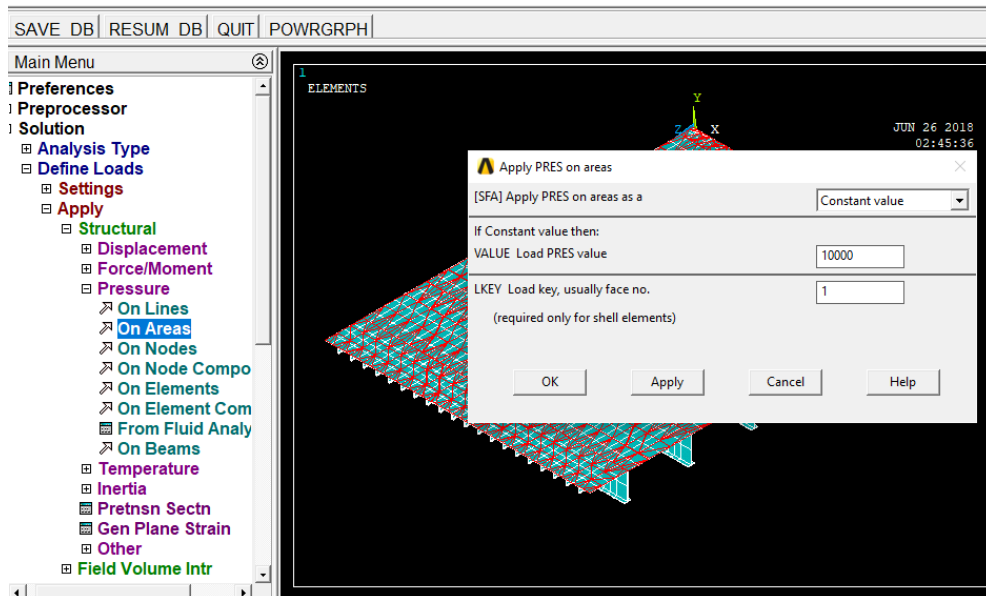 SAVE_DB RESUM_DB QUIT POWRGRPH
Main Menu
Preferences
Preprocessor
Solution
Analysis Type
Define Loads
Settings
Apply
Structural
Displacement
Force/Moment
Pressure
On Lines
On Areas
On Nodes
On Node Compo
On Elements
On Element Com
From Fluid Analy
On Beams
Temperature
Inertia
Pretnsn Sectn
Gen Plane Strain
Other
Field Volume Intr
1
ELEMENTS
Y
Z X
JUN 26 2018
02:45:36
Apply PRES on areas
[SFA] Apply PRES on areas as a Constant value
If Constant value then:
VALUE Load PRES value 10000
LKEY Load key, usually face no. 1
(required only for shell elements)
OK Apply Cancel Help